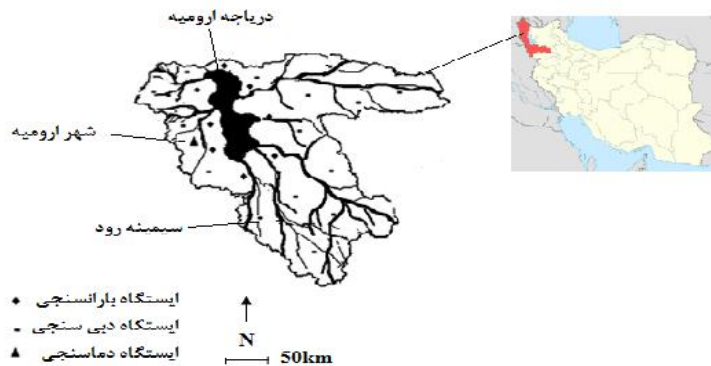 دریاچه ارومیه
شهر ارومیه
سیمینه رود
ایستگاه بارانسنجی
ایستگاه دبی سنجی
ایستگاه دماسنجی
N
50km